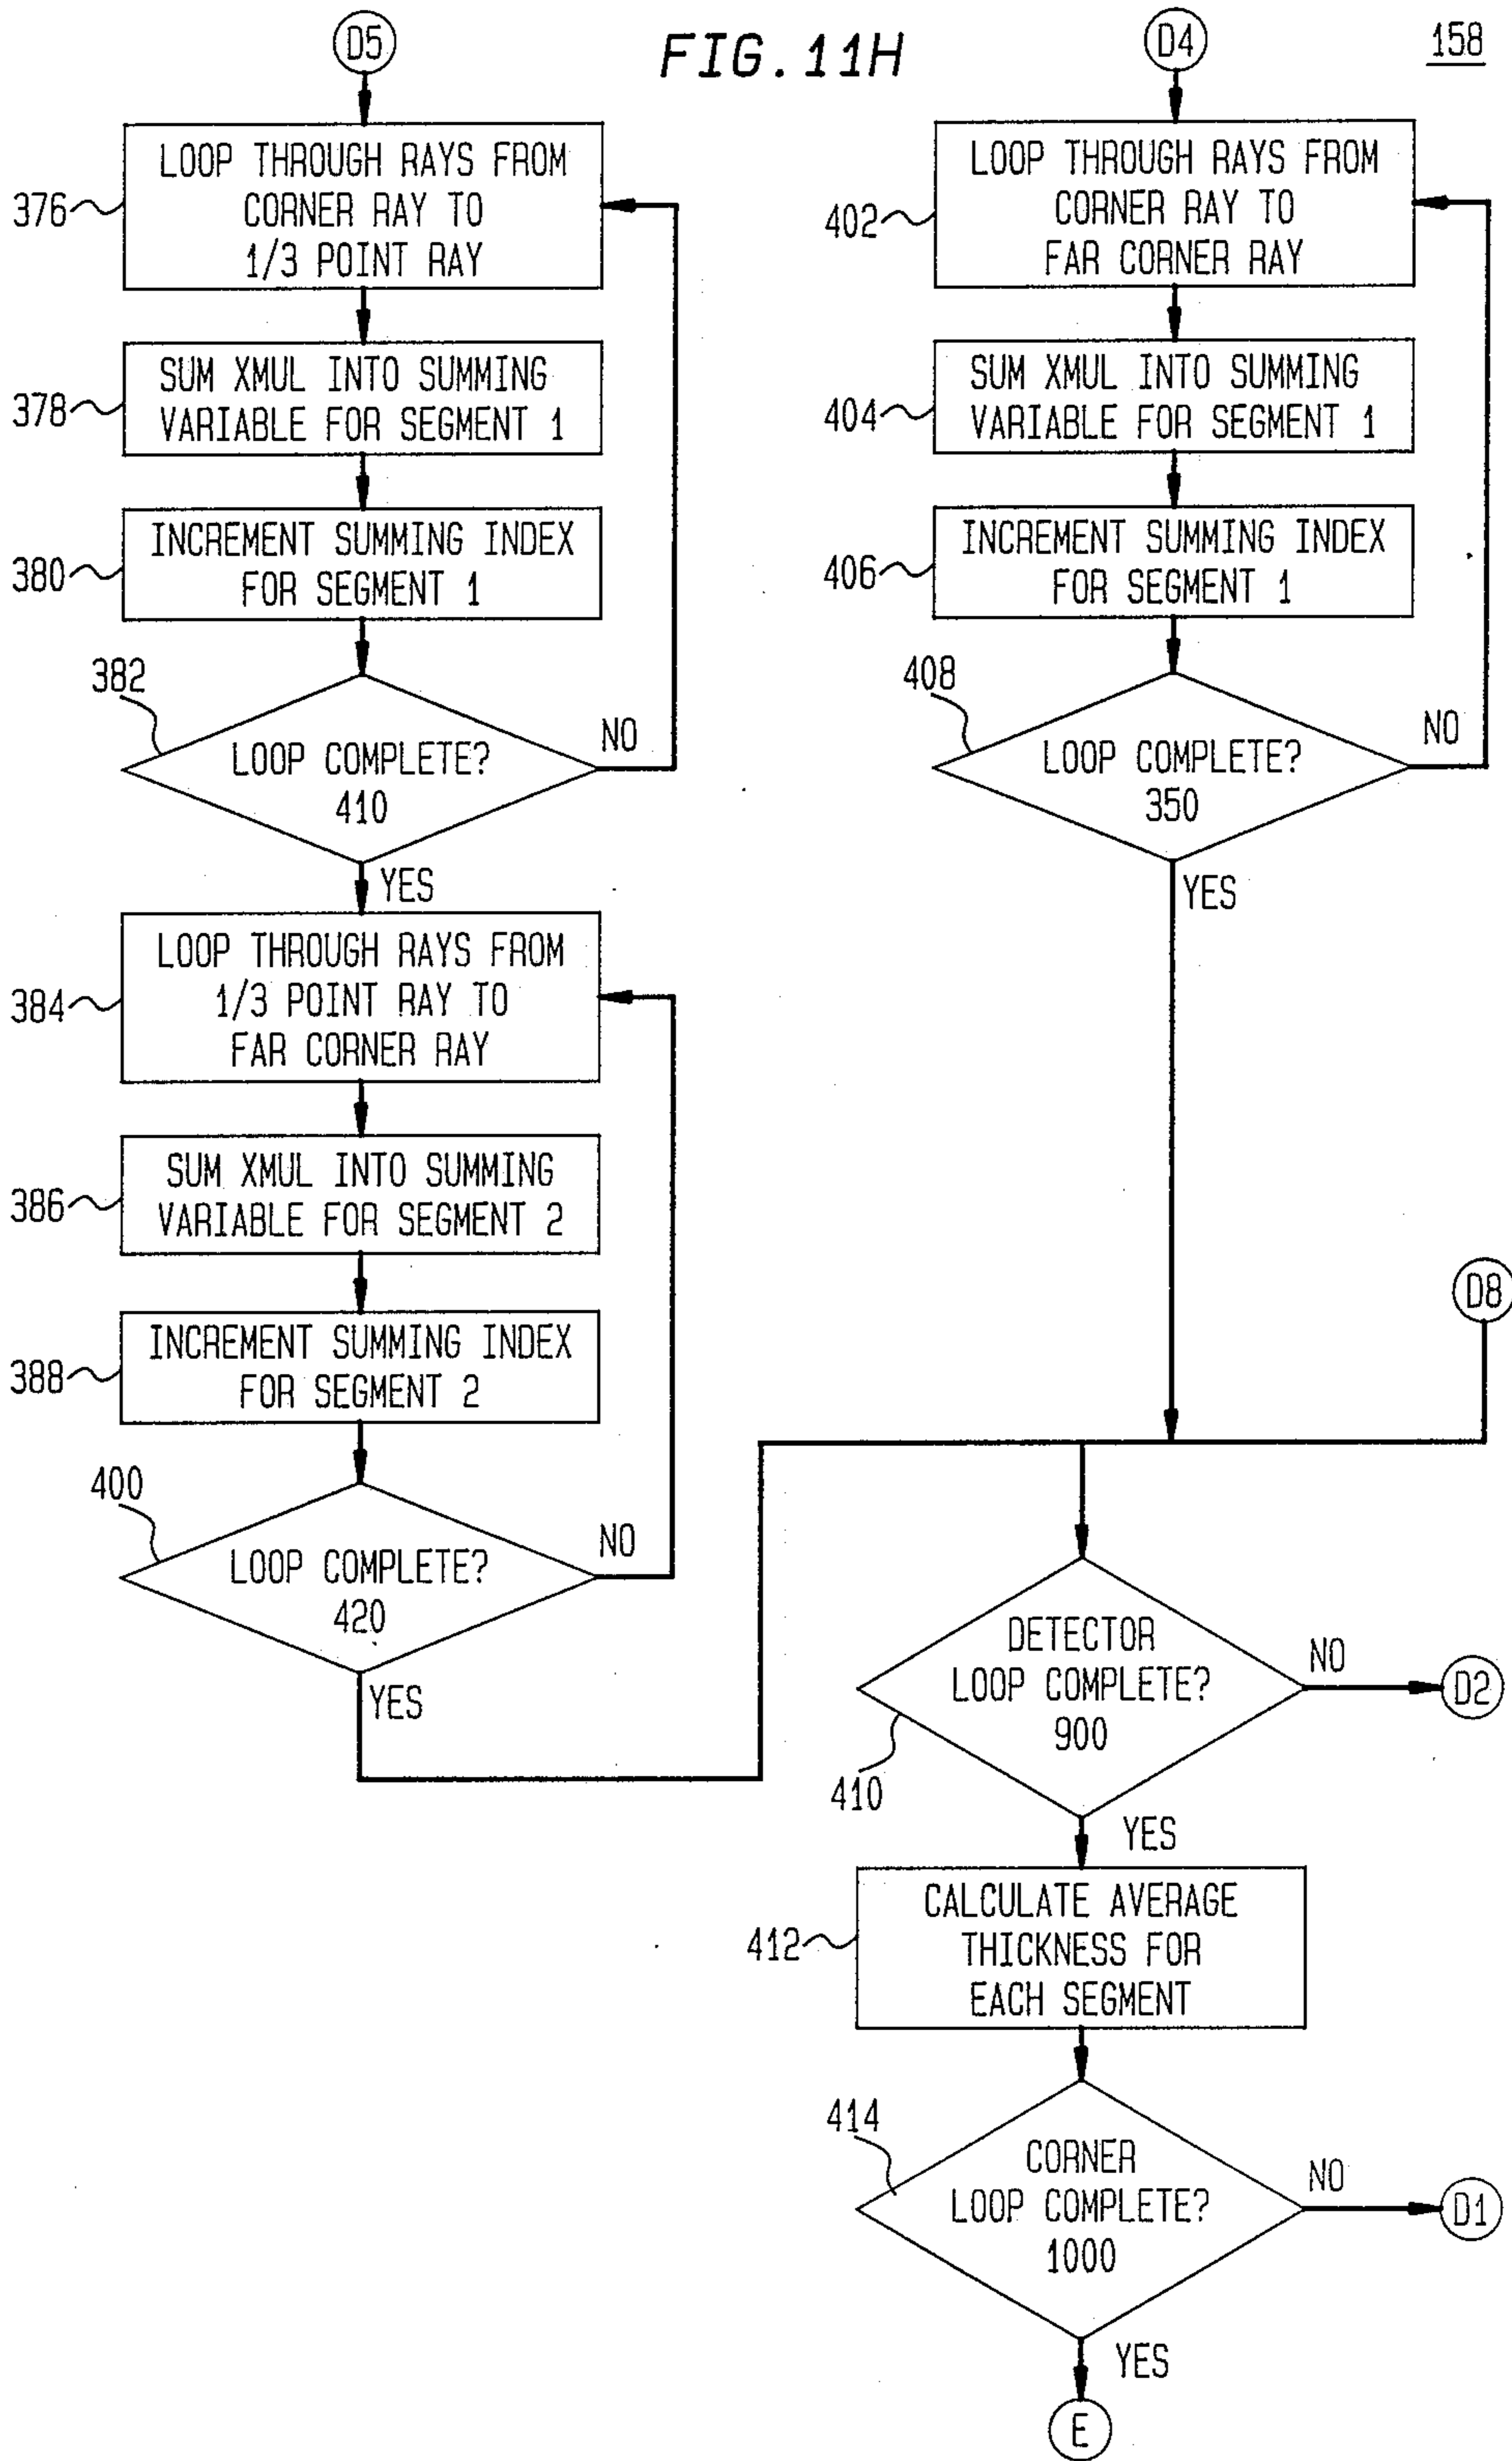 FIG. 11H
158
D5
376
LOOP THROUGH RAYS FROM
CORNER RAY TO
1/3 POINT RAY
378
SUM XMUL INTO SUMMING
VARIABLE FOR SEGMENT 1
380
INCREMENT SUMMING INDEX
FOR SEGMENT 1
382
LOOP COMPLETE?
410
NO
YES
384
LOOP THROUGH RAYS FROM
1/3 POINT RAY TO
FAR CORNER RAY
386
SUM XMUL INTO SUMMING
VARIABLE FOR SEGMENT 2
388
INCREMENT SUMMING INDEX
FOR SEGMENT 2
400
LOOP COMPLETE?
420
NO
YES
D4
402
LOOP THROUGH RAYS FROM
CORNER RAY TO
FAR CORNER RAY
404
SUM XMUL INTO SUMMING
VARIABLE FOR SEGMENT 1
406
INCREMENT SUMMING INDEX
FOR SEGMENT 1
408
LOOP COMPLETE?
350
NO
YES
D8
DETECTOR
LOOP COMPLETE?
900
410
NO
D2
YES
412
CALCULATE AVERAGE
THICKNESS FOR
EACH SEGMENT
414
CORNER
LOOP COMPLETE?
1000
NO
D1
YES
E